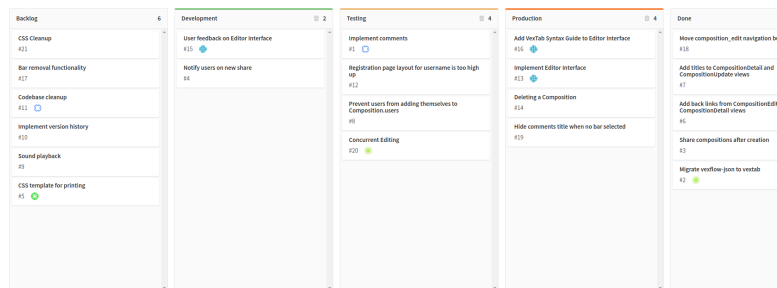 Backlog 6
CSS Cleanup
#21
Bar removal functionality
#17
Codebase cleanup
#11
Implement version history
#10
Sound playback
#9
CSS template for printing
#5
Development 2
User feedback on Editor Interface
#15
Notify users on new share
#4
Testing 4
Implement comments
#1
Registration page layout for username is too high
up
#12
Prevent users from adding themselves to
Composition.users
#8
Concurrent Editing
#20
Production 4
Add VexTab Syntax Guide to Editor Interface
#16
Implement Editor Interface
#13
Deleting a Composition
#14
Hide comments title when no bar selected
#19
Done
Move composition_edit navigation
#18
Add titles to CompositionDetail and
CompositionUpdate views
#7
Add back links from CompositionEdit
CompositionDetail views
#6
Share compositions after creation
#3
Migrate vexflow-json to vextab
#2